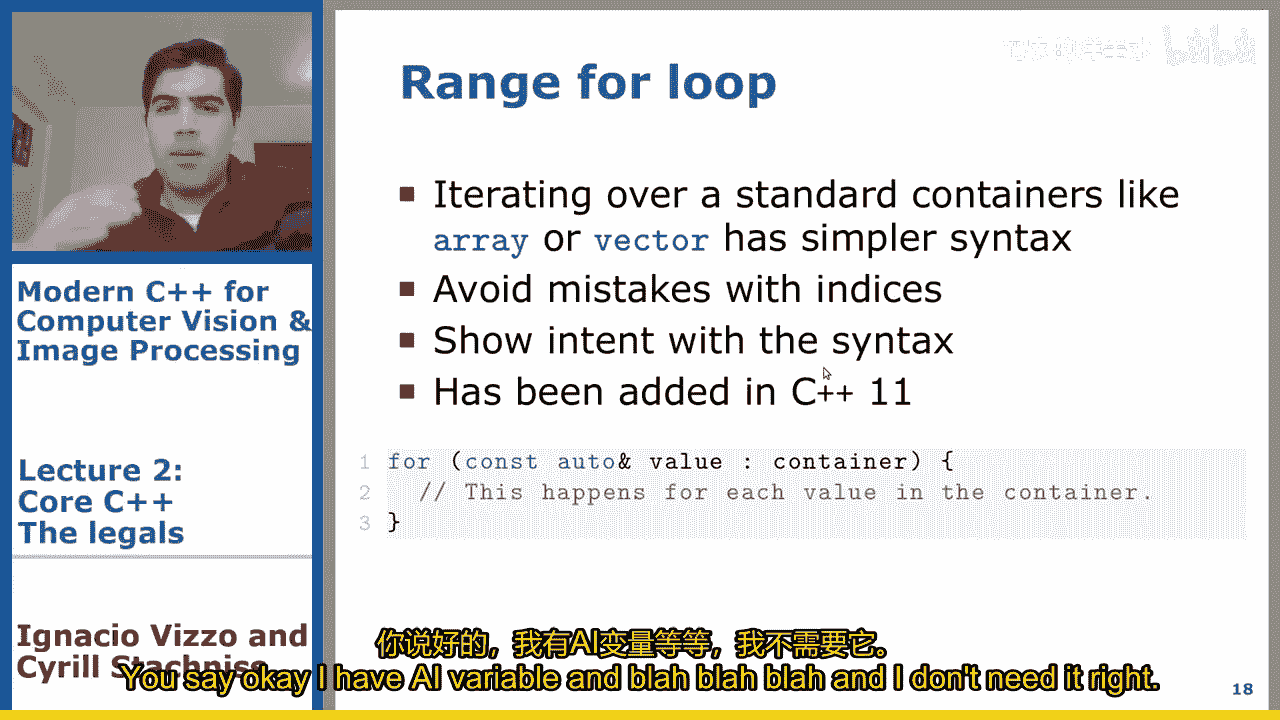 Range for loop
Iterating over a standard containers like
array or vector has simpler syntax
Avoid mistakes with indices
Show intent with the syntax
Has been added in C++ 11
1 for (const auto& value : container) {
2 // This happens for each value in the container.
3 }
Modern C++ for
Computer Vision &
Image Processing
Lecture 2:
Core C++
The legals
Ignacio Vizzo and
Cyrill Stachniss
你说好的，我有AI变量等等，我不需要它。
You say okay I have AI variable and blah blah blah and I don't need it right.
18